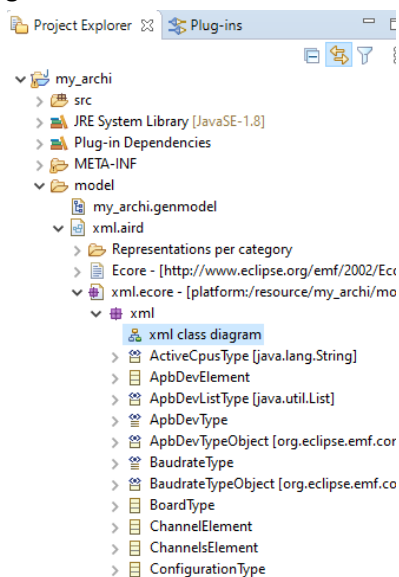 Project Explorer Plug-ins
my_archi
src
JRE System Library [JavaSE-1.8]
Plug-in Dependencies
META-INF
model
my_archi.genmodel
xml.aird
Representations per category
Ecore - [http://www.eclipse.org/emf/2002/Ec
xml.ecore - [platform:/resource/my_archi/mo
xml
xml class diagram
ActiveCpusType [java.lang.String]
ApbDevElement
ApbDevListType [java.util.List]
ApbDevType
ApbDevTypeObject [org.eclipse.emf.cor
BaudrateType
BaudrateTypeObject [org.eclipse.emf.co
BoardType
ChannelElement
ChannelsElement
ConfigurationType